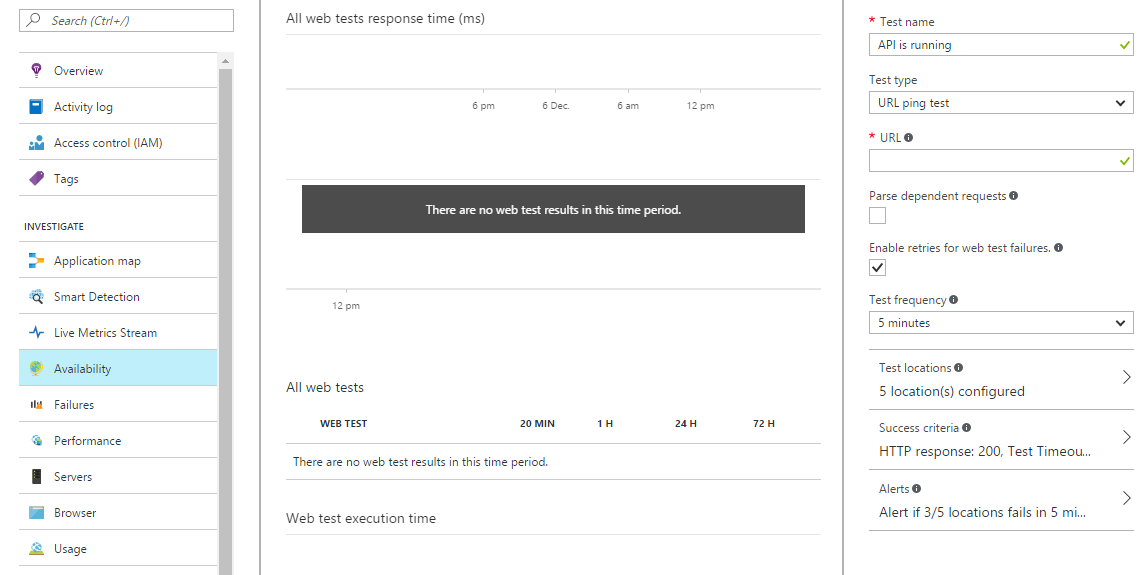 Search (Ctrl+/)
Overview
Activity log
Access control (IAM)
Tags
INVESTIGATE
Application map
Smart Detection
Live Metrics Stream
Availability
Failures
Performance
Servers
Browser
Usage
All web tests response time (ms)
6 pm 6 Dec. 6 am 12 pm
There are no web test results in this time period.
12 pm
All web tests
WEB TEST 20 MIN 1 H 24 H 72 H
There are no web test results in this time period.
Web test execution time
* Test name
API is running
Test type
URL ping test
* URL
Parse dependent requests
Enable retries for web test failures.
Test frequency
5 minutes
Test locations
5 location(s) configured
Success criteria
HTTP response: 200, Test Timeou...
Alerts
Alert if 3/5 locations fails in 5 mi...